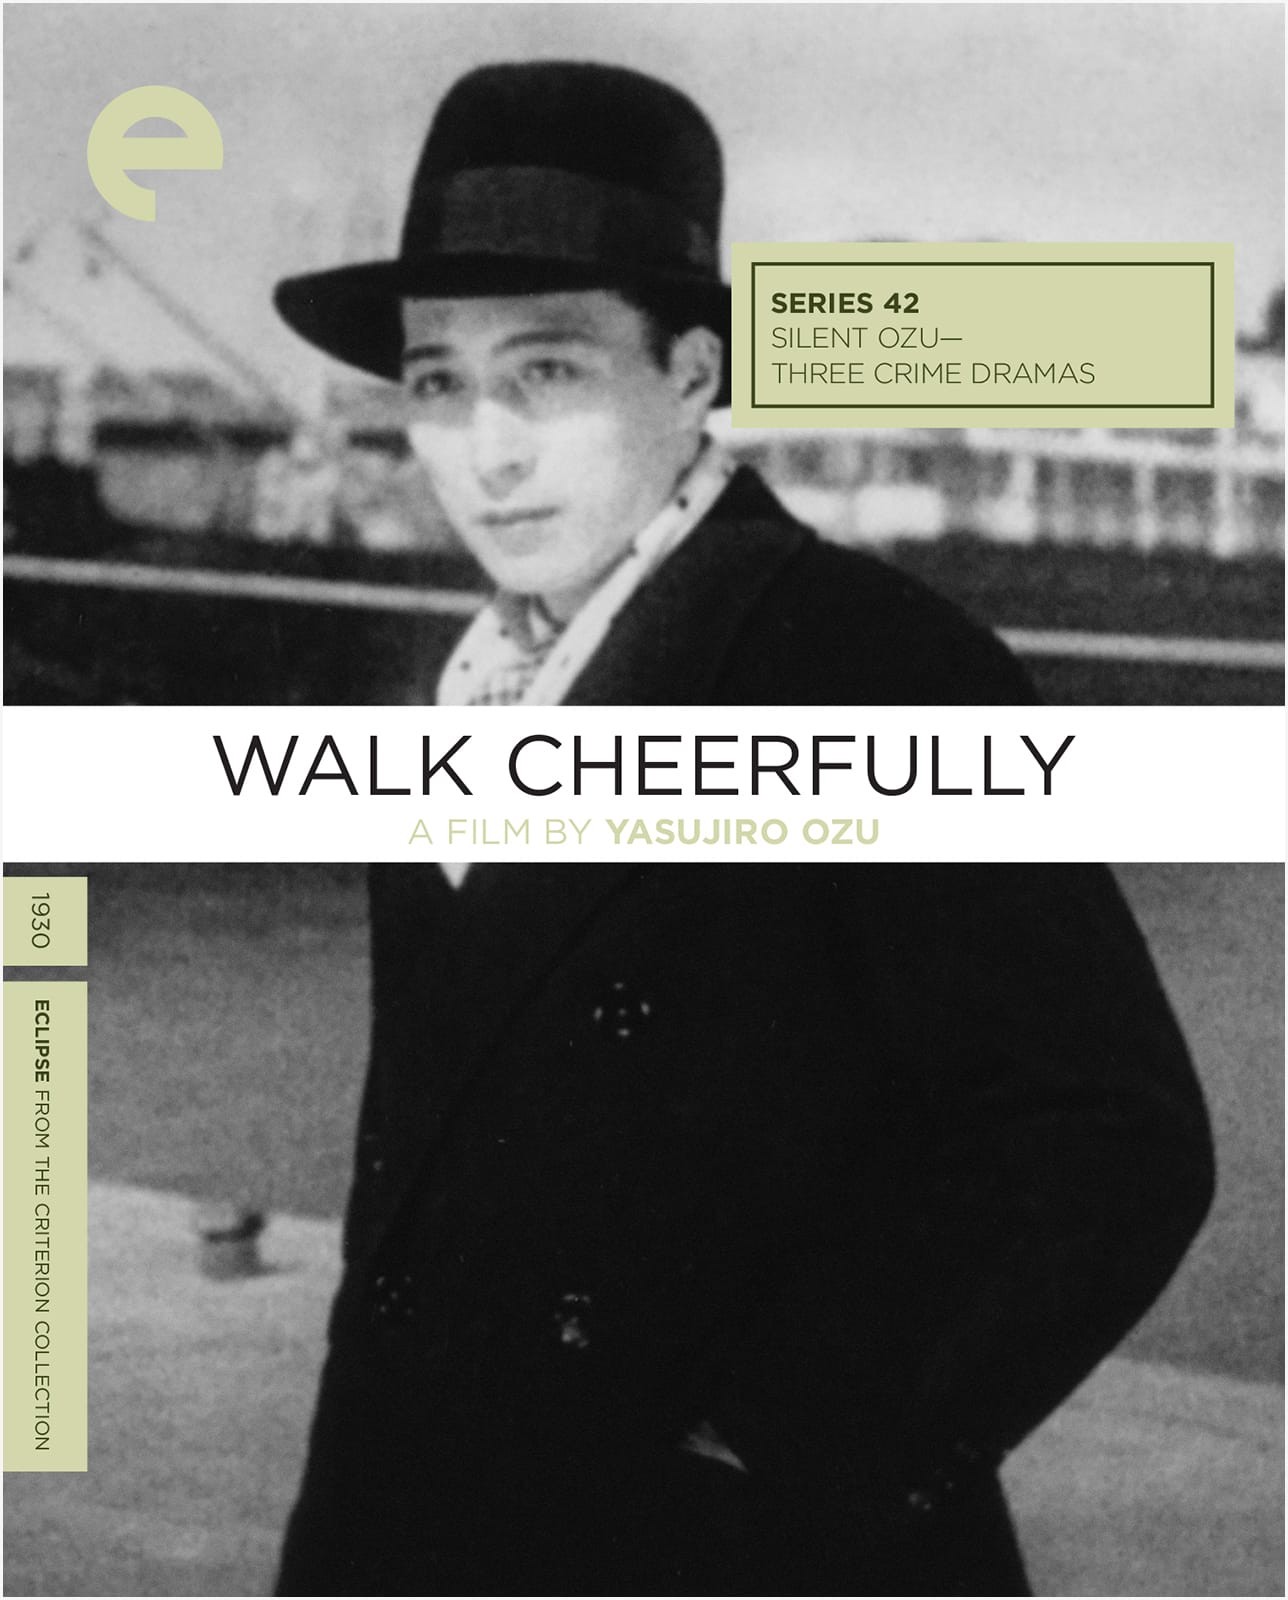 e
SERIES 42
SILENT OZU—
THREE CRIME DRAMAS
WALK CHEERFULLY
A FILM BY YASUJIRO OZU
1930
ECLIPSE FROM THE CRITERION COLLECTION